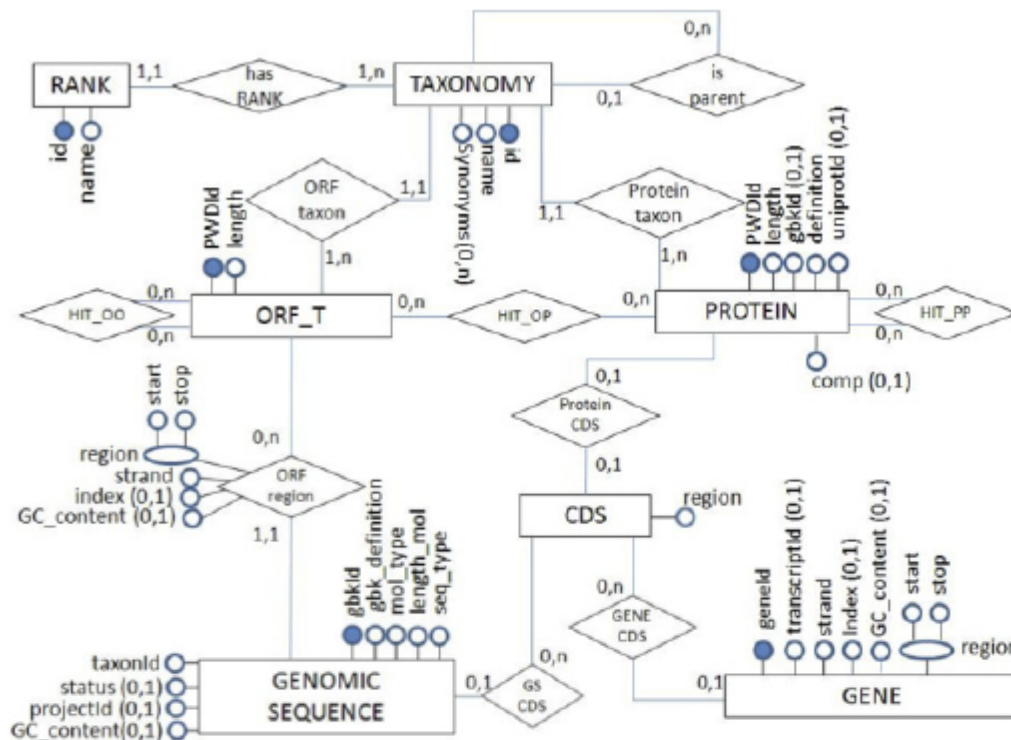 0,n
has
RANK
1,1
1,n
RANK
TAXONOMY
is
parent
0,1
id
name
Synonyms(0,n)
name
id
ORF
taxon
1,1
1,n
Protein
taxon
1,1
1,n
PWDId
length
PWDId
length
gbkId (0,1)
definition
uniprotId (0,1)
HIT_OO
0,n
0,n
ORF_T
0,n
HIT_OP
0,n
PROTEIN
0,n
0,n
HIT_PP
comp (0,1)
start
stop
region
strand
index (0,1)
GC_content (0,1)
0,n
ORF
region
1,1
0,1
Protein
CDS
0,1
CDS
region
gbkId
gbk_definition
mol_type
length_mol
seq_type
taxonId
status (0,1)
projectId (0,1)
GC_content(0,1)
GENOMIC
SEQUENCE
0,1
0,n
GS
CDS
0,n
GENE
CDS
0,1
geneId
transcriptId (0,1)
strand
Index (0,1)
GC_content (0,1)
start
stop
region
GENE